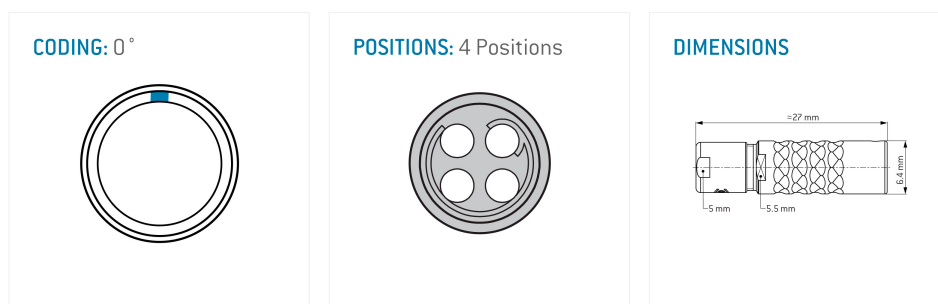 CODING: 0°
POSITIONS: 4 Positions
DIMENSIONS
≈27 mm
6.4 mm
5 mm
5.5 mm